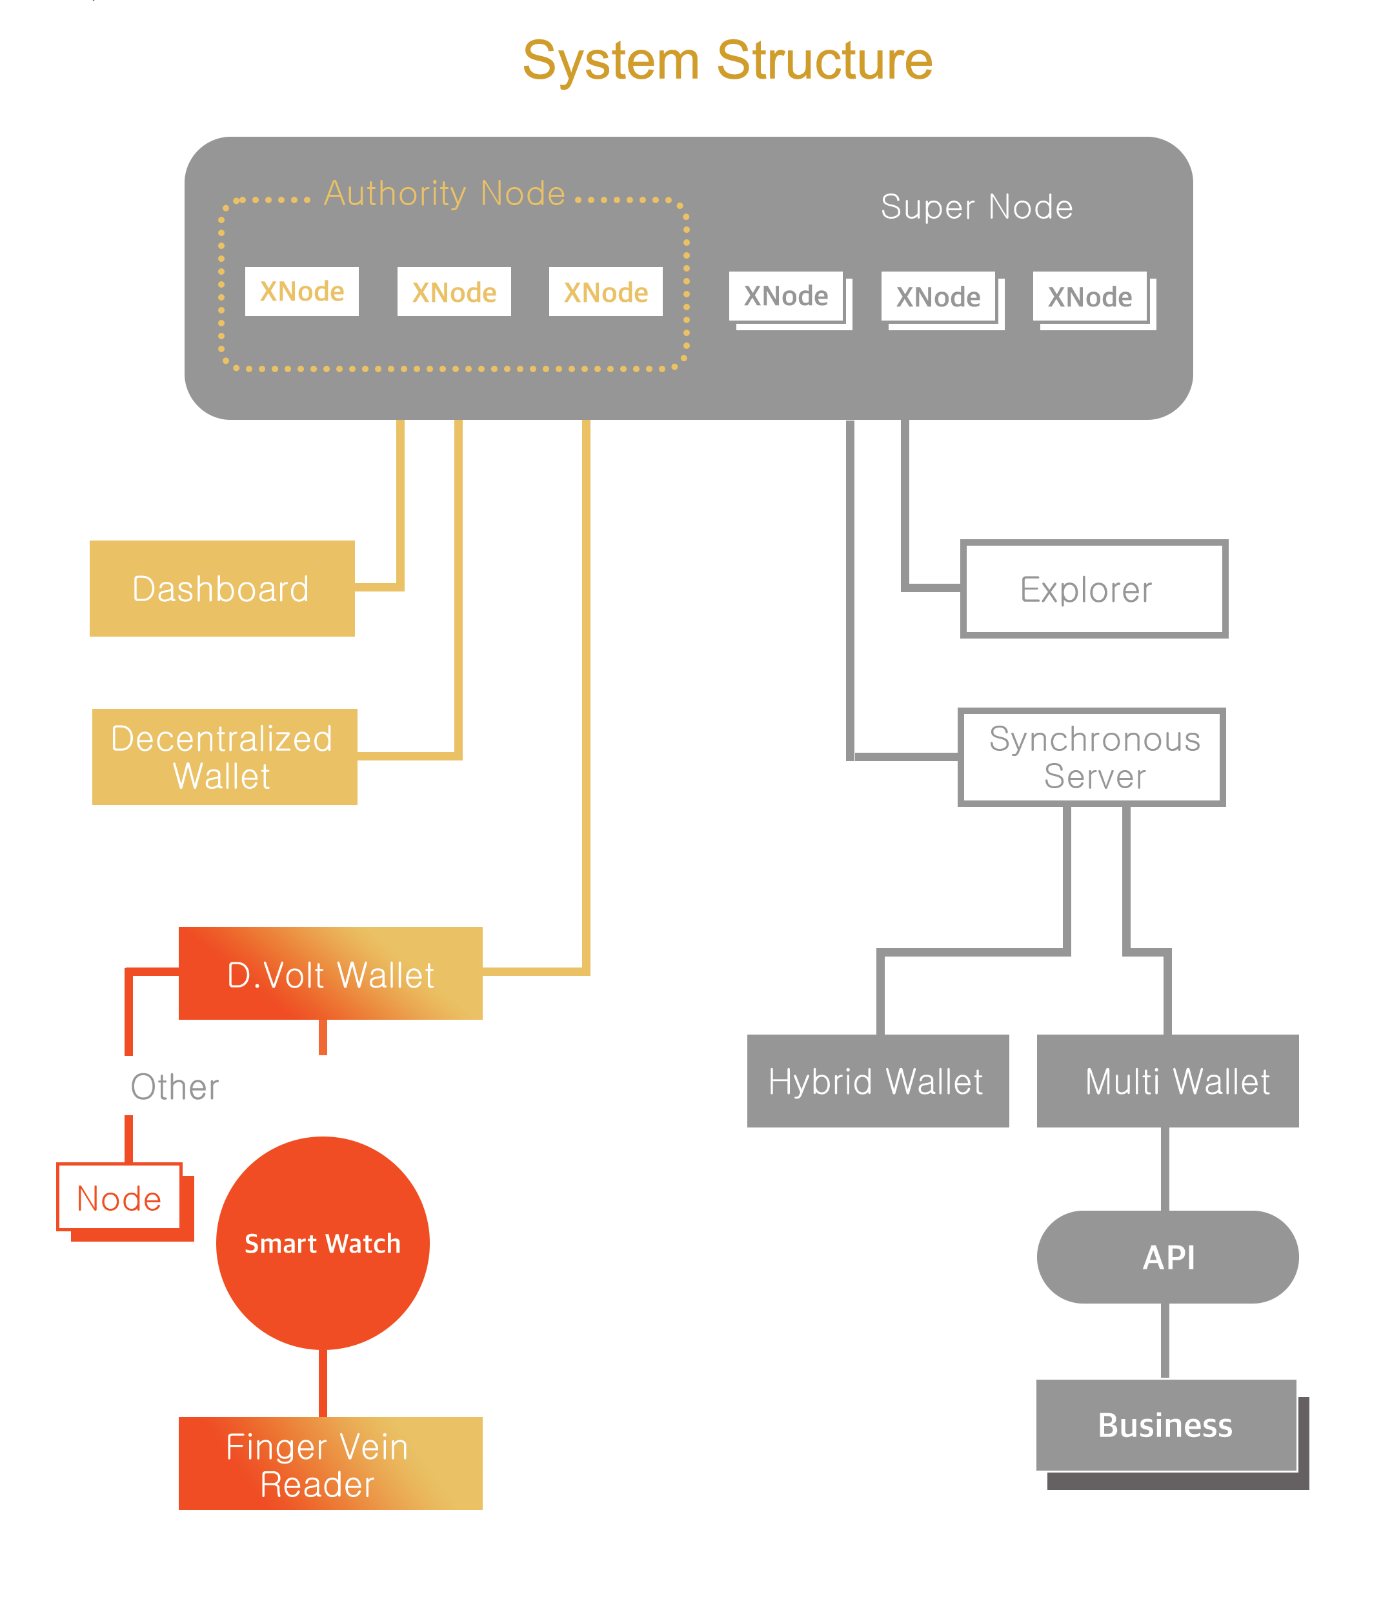 System Structure
Authority Node
Super Node
XNode
XNode
XNode
XNode
XNode
XNode
Dashboard
Explorer
Decentralized
Wallet
Synchronous
Server
D.Volt Wallet
Other
Hybrid Wallet
Multi Wallet
Node
Smart Watch
API
Business
Finger Vein
Reader